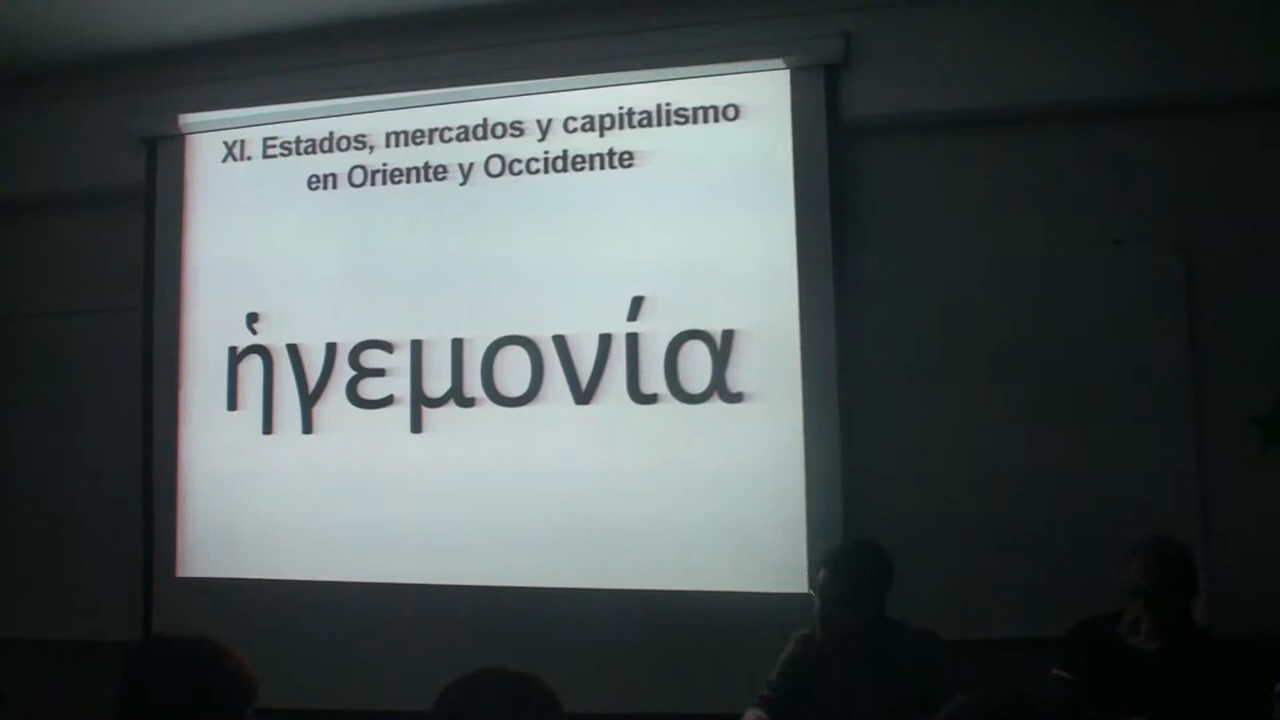 XI. Estados, mercados y capitalismo
en Oriente y Occidente
ἡγεμονία